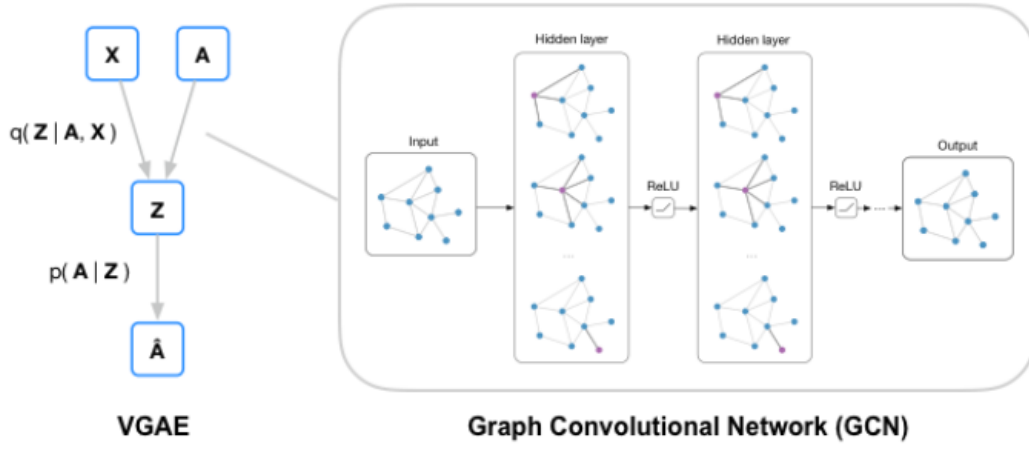 X
A
q( Z | A, X )
Z
p( A | Z )
Â
VGAE
Input
Hidden layer
...
ReLU
Hidden layer
...
ReLU
...
Output
Graph Convolutional Network (GCN)